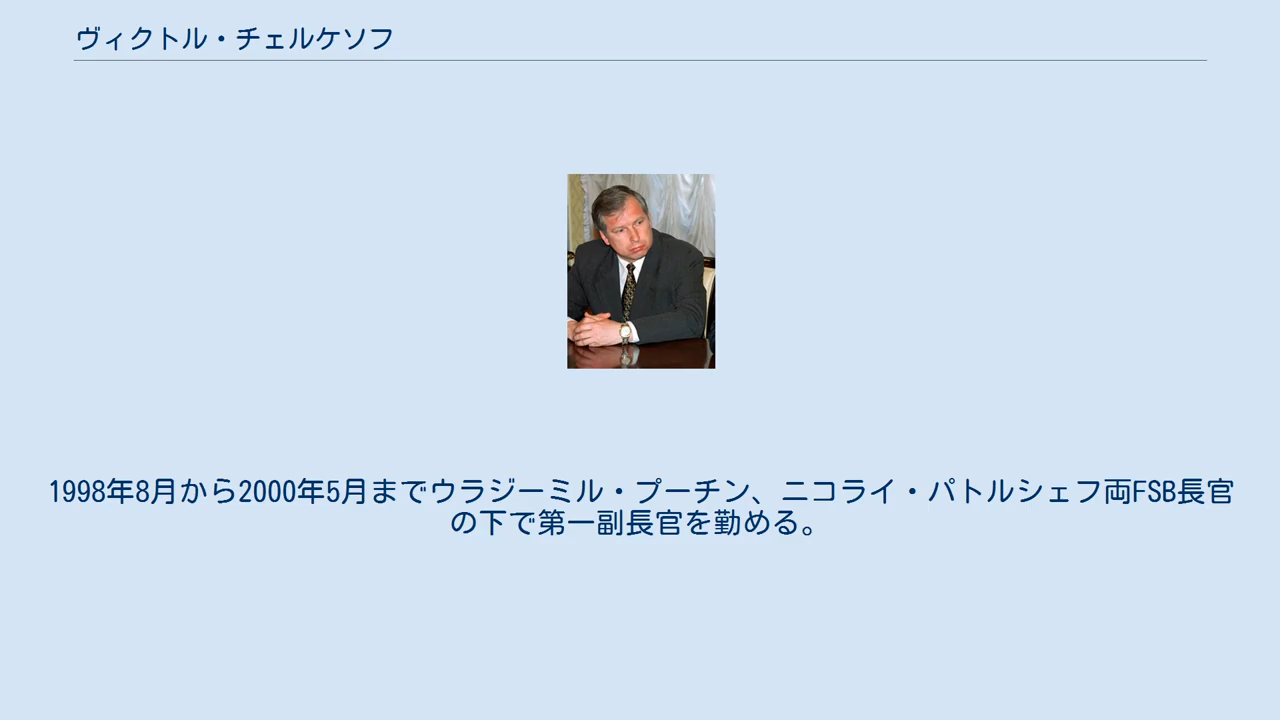 ヴィクトル・チェルケソフ
1998年8月から2000年5月までウラジーミル・プーチン、ニコライ・パトルシェフ両FSB長官
の下で第一副長官を勤める。